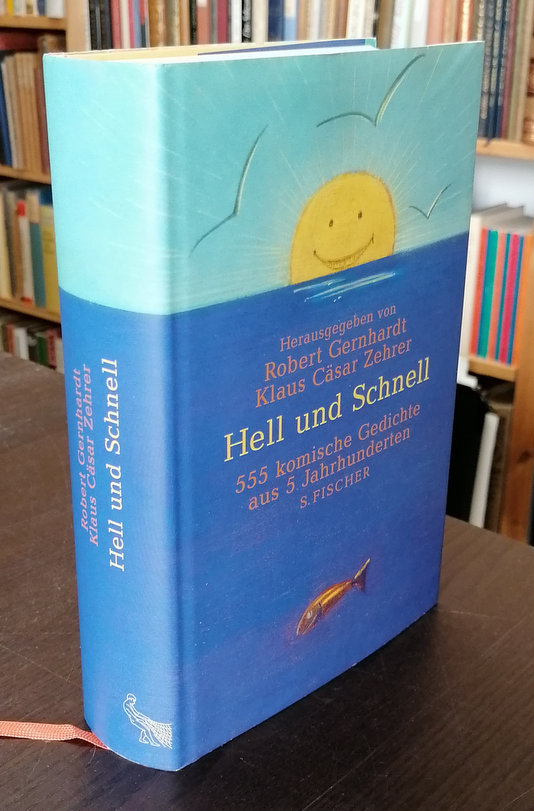 Herausgegeben von
Robert Gernhardt
Klaus Cäsar Zehrer
Hell und Schnell
555 komische Gedichte
aus 5 Jahrhunderten
S. FISCHER
Robert Gernhardt
Klaus Cäsar Zehrer
Hell und Schnell